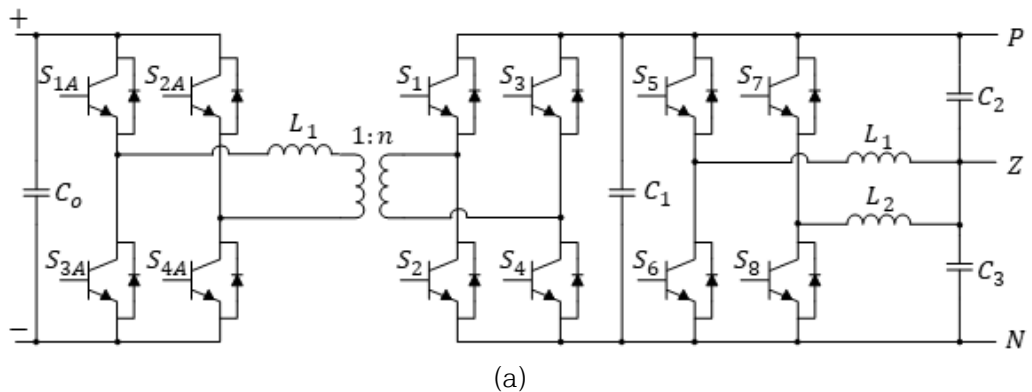 + P
S1A S2A S1 S3 S5 S7
C2
L1 1:n
L1 Z
Co C1
L2
S3A S4A S2 S4 S6 S8
C3
− N
(a)